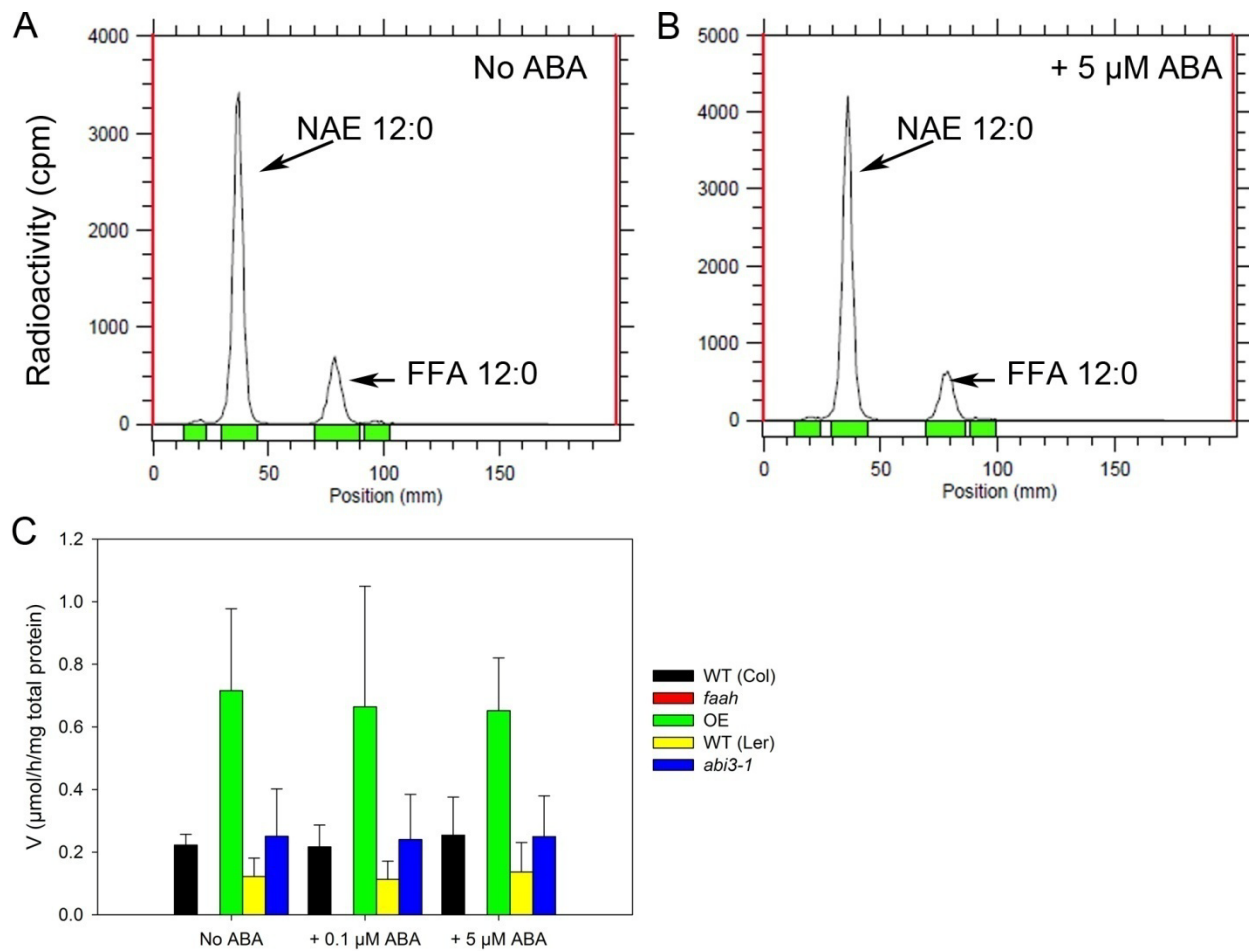 A
No ABA
NAE 12:0
FFA 12:0
Radioactivity (cpm)
4000
3000
2000
1000
0
0 50 100 150
Position (mm)
B
+ 5 µM ABA
NAE 12:0
FFA 12:0
5000
4000
3000
2000
1000
0
0 50 100 150
Position (mm)
C
V (µmol/h/mg total protein)
1.2
1.0
0.8
0.6
0.4
0.2
0.0
No ABA + 0.1 µM ABA + 5 µM ABA
WT (Col)
faah
OE
WT (Ler)
abi3-1